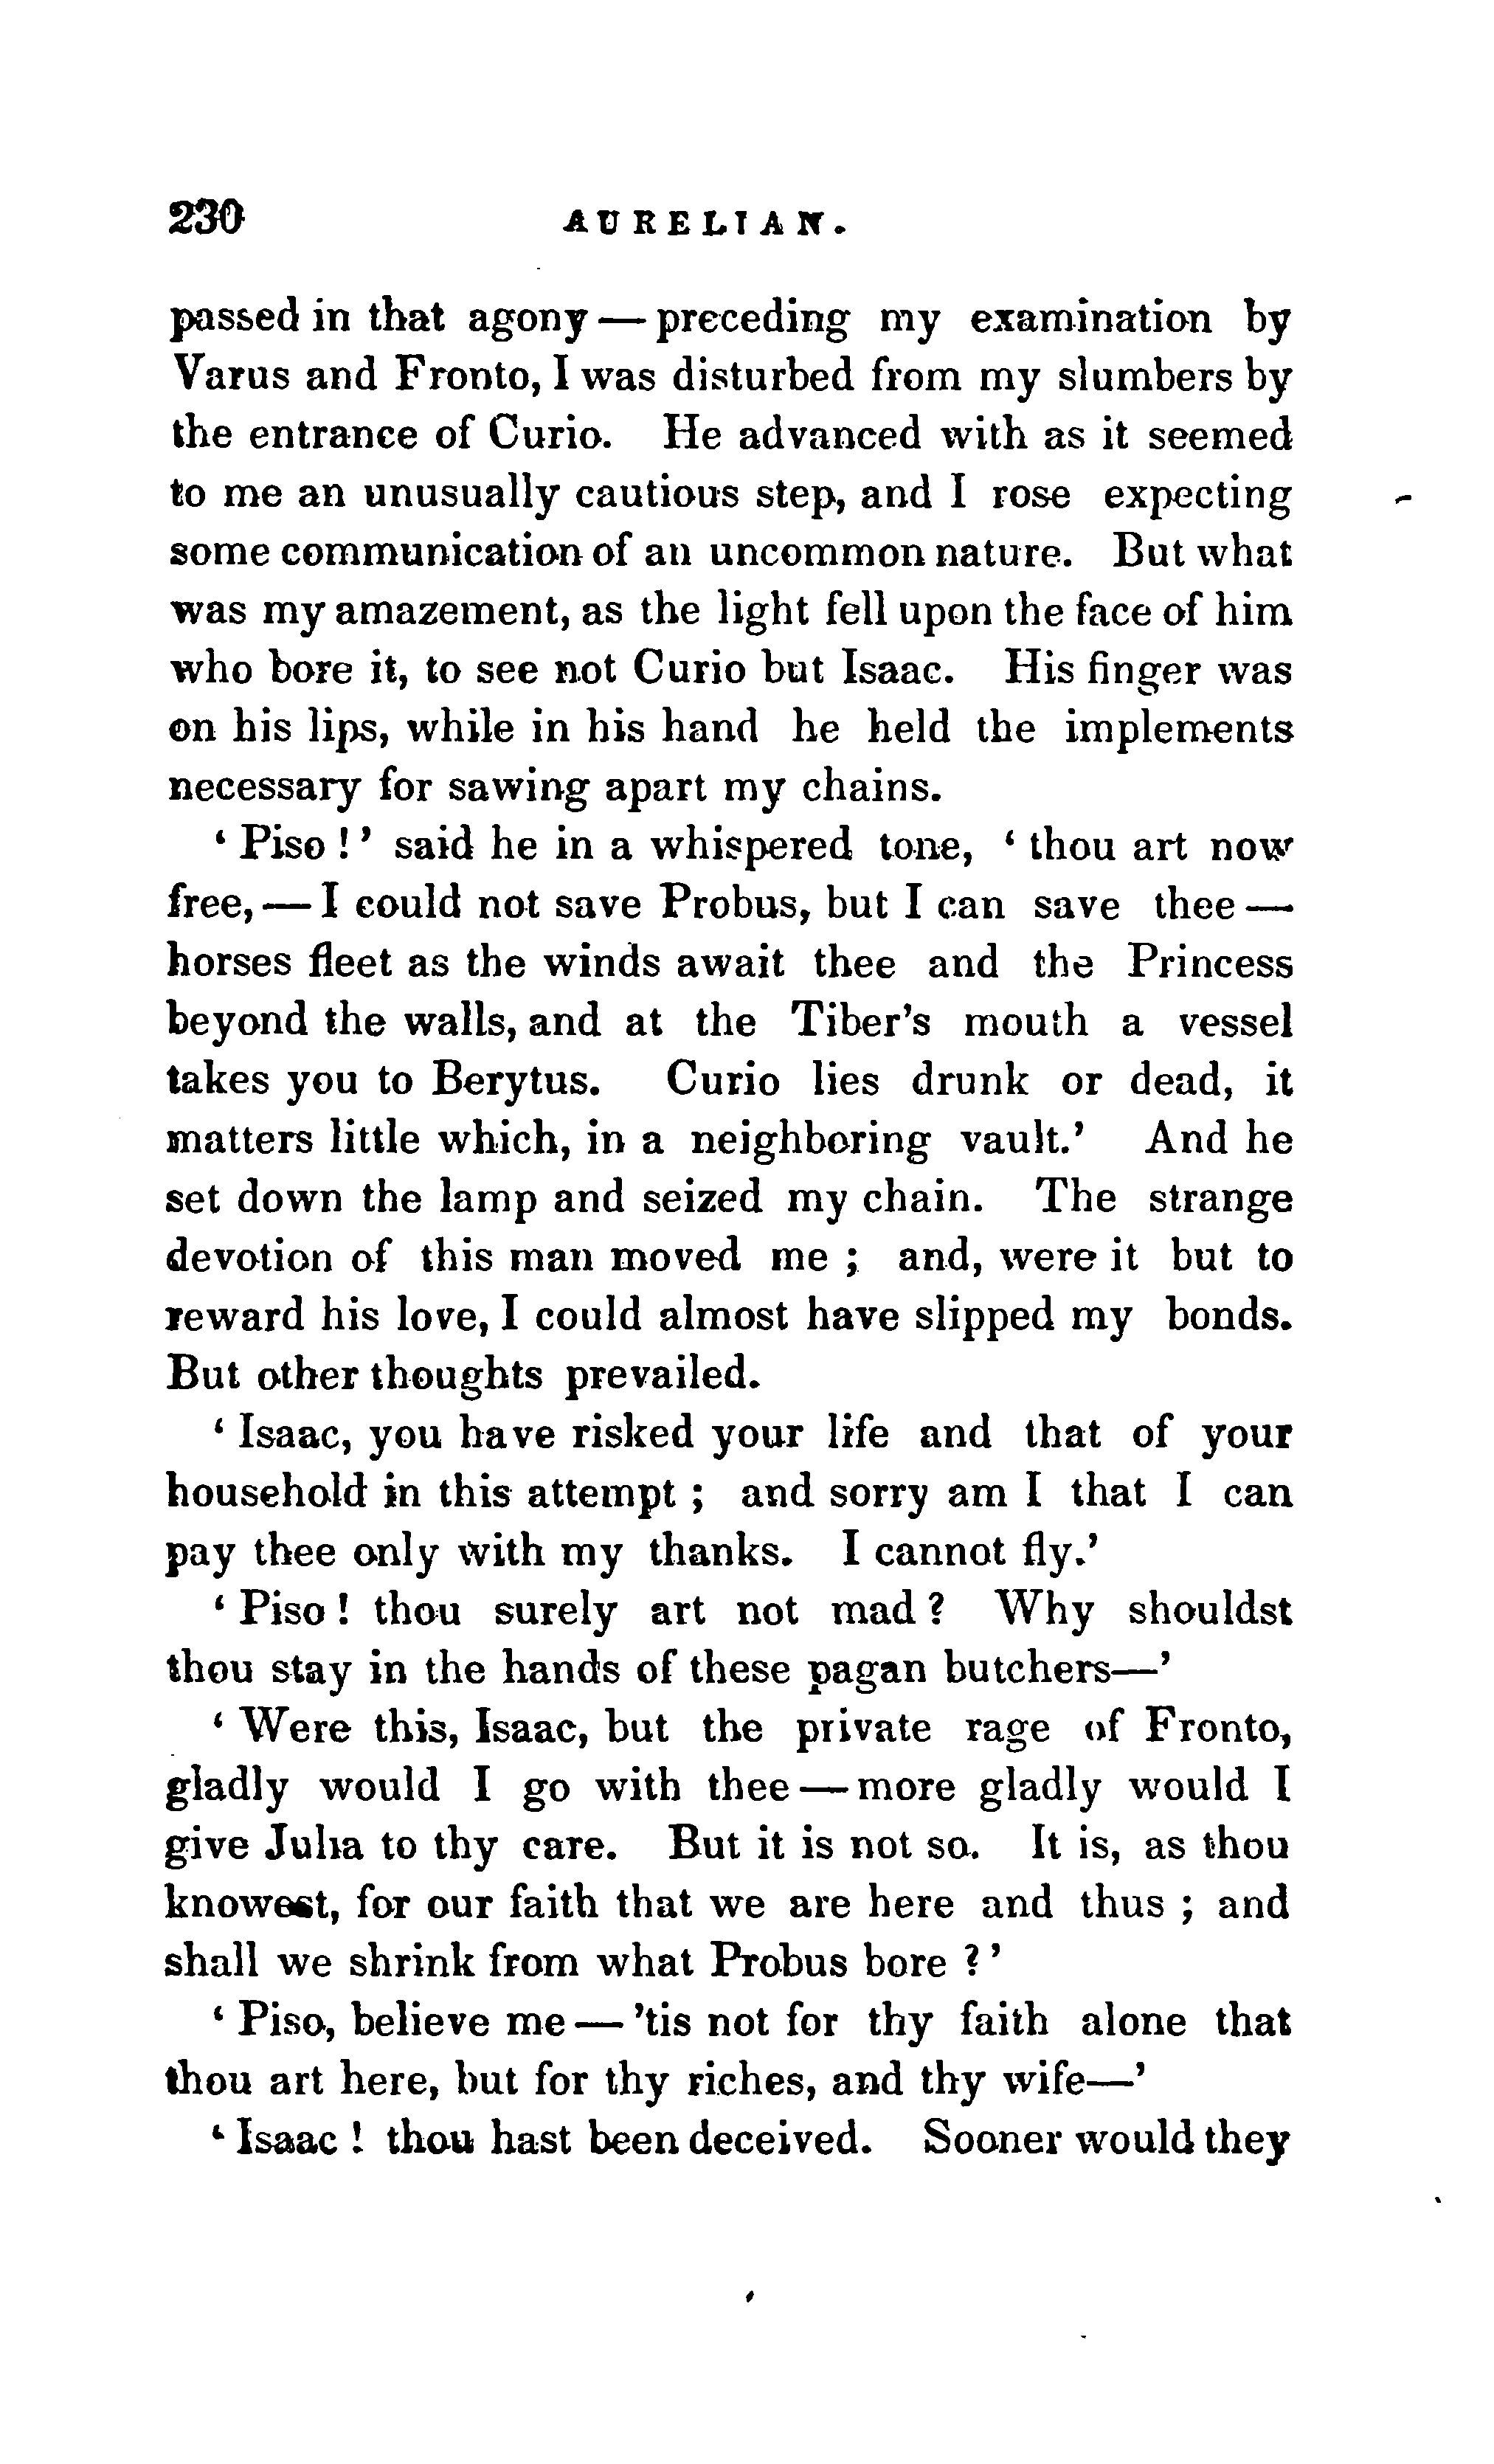 230 AURELIAN.
passed in that agony — preceding my examination by
Varus and Fronto, I was disturbed from my slumbers by
the entrance of Curio. He advanced with as it seemed
to me an unusually cautious step, and I rose expecting
some communication of an uncommon nature. But what
was my amazement, as the light fell upon the face of him
who bore it, to see not Curio but Isaac. His finger was
on his lips, while in his hand he held the implements
necessary for sawing apart my chains.
‘ Piso ! ’ said he in a whispered tone, ‘ thou art now
free, — I could not save Probus, but I can save thee —
horses fleet as the winds await thee and the Princess
beyond the walls, and at the Tiber’s mouth a vessel
takes you to Berytus. Curio lies drunk or dead, it
matters little which, in a neighboring vault.’ And he
set down the lamp and seized my chain. The strange
devotion of this man moved me ; and, were it but to
reward his love, I could almost have slipped my bonds.
But other thoughts prevailed.
‘ Isaac, you have risked your life and that of your
household in this attempt ; and sorry am I that I can
pay thee only with my thanks. I cannot fly.’
‘ Piso ! thou surely art not mad ? Why shouldst
thou stay in the hands of these pagan butchers—’
‘ Were this, Isaac, but the private rage of Fronto,
gladly would I go with thee — more gladly would I
give Julia to thy care. But it is not so. It is, as thou
knowest, for our faith that we are here and thus ; and
shall we shrink from what Probus bore ? ’
‘ Piso, believe me — ’tis not for thy faith alone that
thou art here, but for thy riches, and thy wife—’
‘ Isaac ! thou hast been deceived. Sooner would they